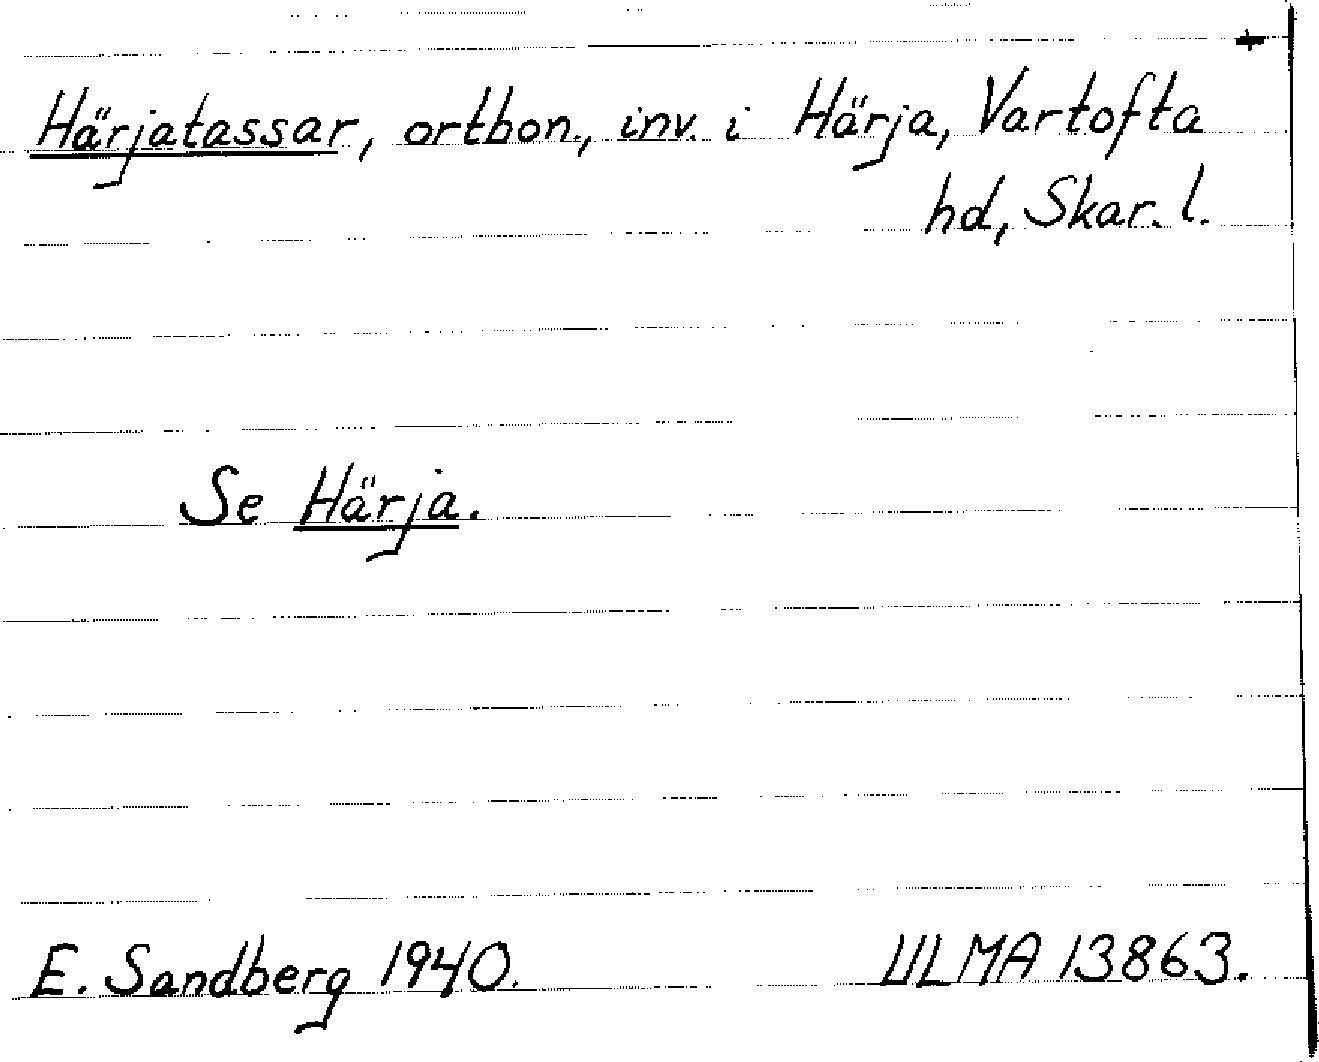 Härjatassar, ortbon., inv. i Härja, Vartofta
hd, Skar. l.
Se Härja.
E. Sandberg 1940. ULMA 13863.